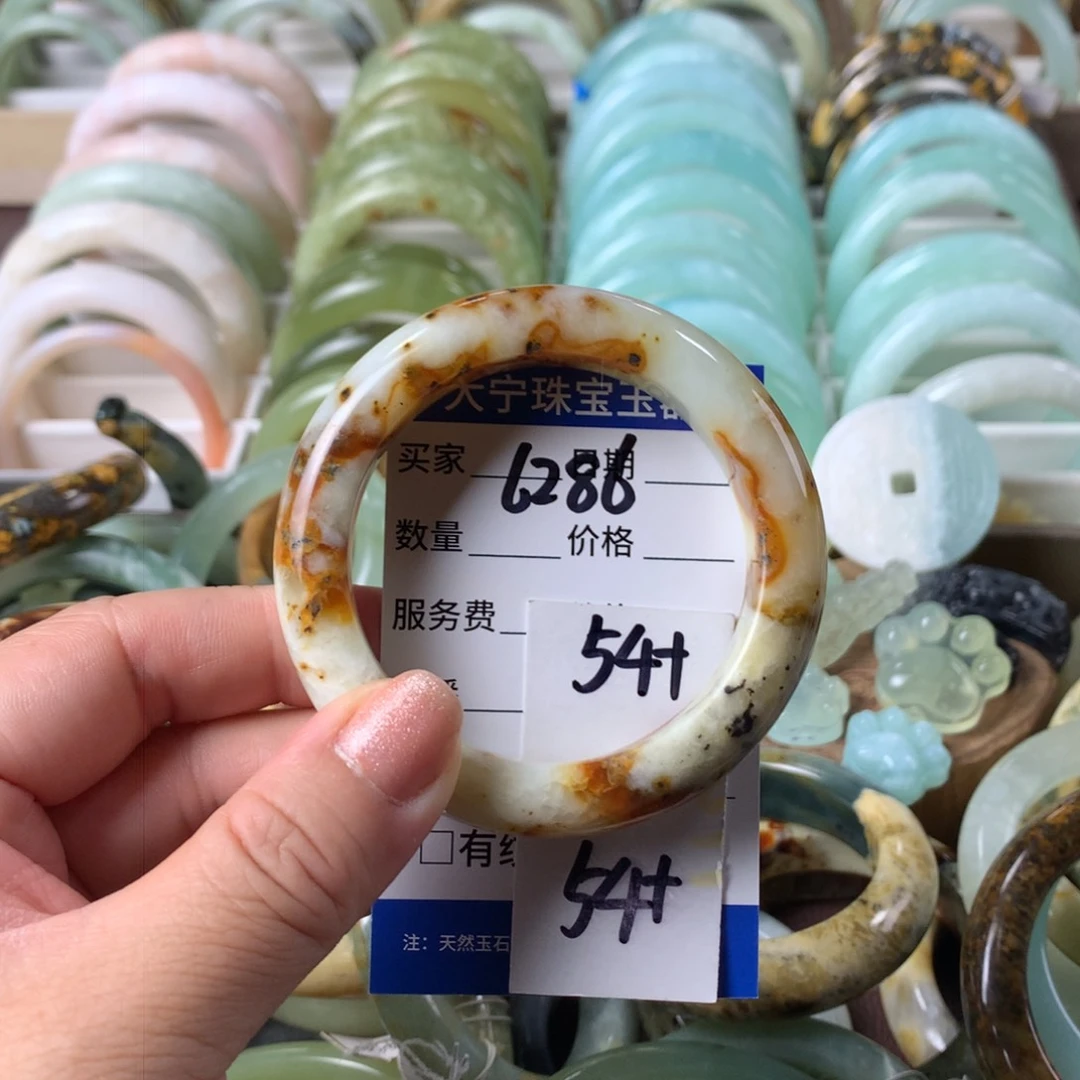 大宁珠宝玉器
买家 6286 日期
数量 价格
服务费
54+
□有
54+
注：天然玉石